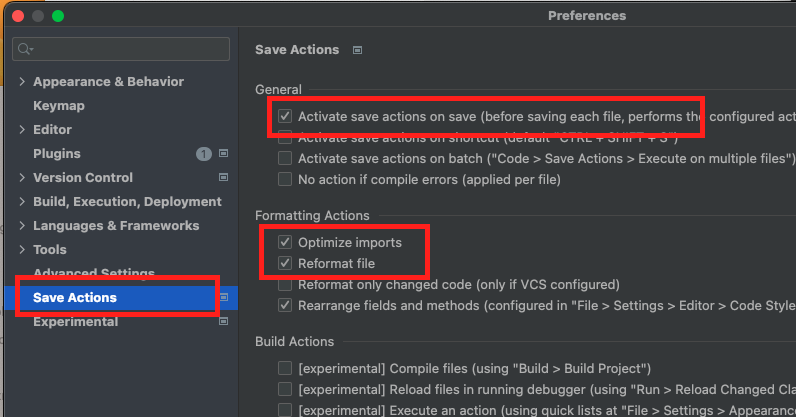 Preferences
Save Actions
Appearance & Behavior
Keymap
Editor
Plugins 1
Version Control
Build, Execution, Deployment
Languages & Frameworks
Tools
Advanced Settings
Save Actions
Experimental
General
Activate save actions on save (before saving each file, performs the configured act
Activate save actions on shortcut (default "CTRL + SHIFT + S")
Activate save actions on batch ("Code > Save Actions > Execute on multiple files")
No action if compile errors (applied per file)
Formatting Actions
Optimize imports
Reformat file
Reformat only changed code (only if VCS configured)
Rearrange fields and methods (configured in "File > Settings > Editor > Code Style
Build Actions
[experimental] Compile files (using "Build > Build Project")
[experimental] Reload files in running debugger (using "Run > Reload Changed Cla
[experimental] Execute an action (using quick lists at "File > Settings > Appearanc